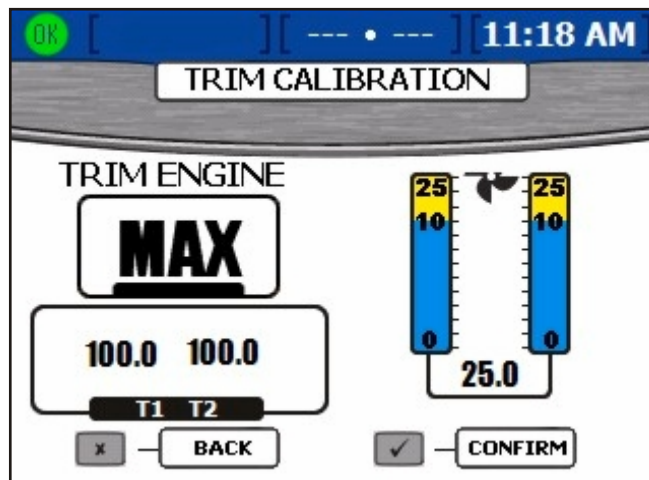 OK [ ][ --- • --- ] 11:18 AM
TRIM CALIBRATION
TRIM ENGINE
MAX
100.0 100.0
T1 T2
25 25
10 10
0 0
25.0
x BACK
✓ CONFIRM